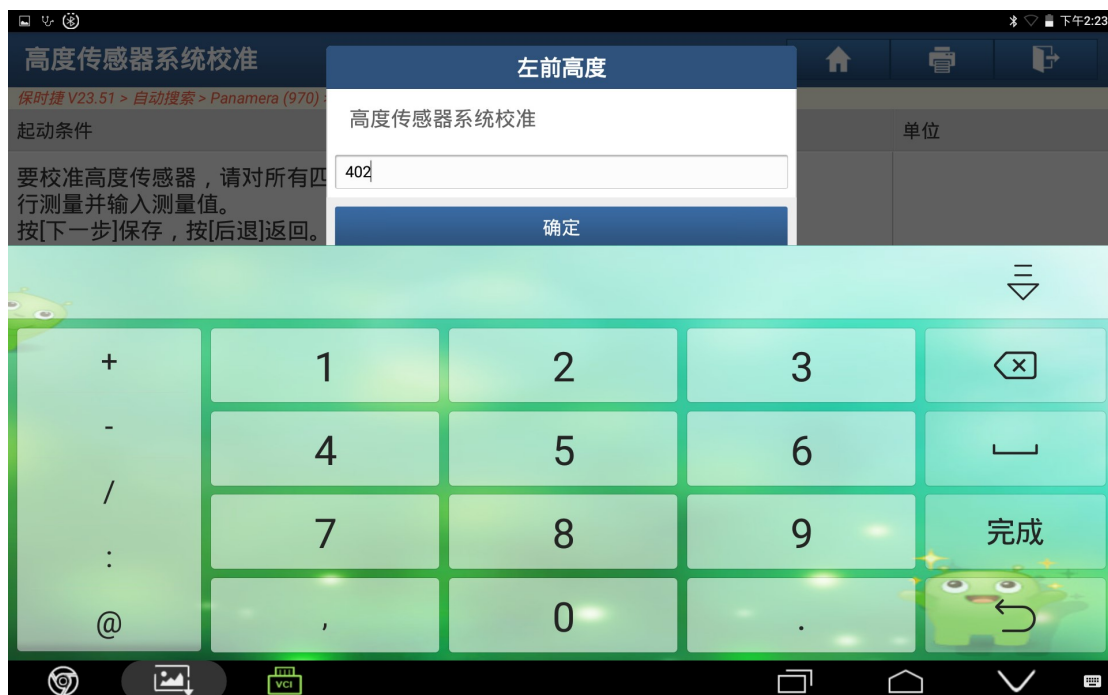 下午2:23
高度传感器系统校准
左前高度
保时捷 V23.51 > 自动搜索 > Panamera (970)
高度传感器系统校准
起动条件
单位
要校准高度传感器，请对所有匹
402
行测量并输入测量值。
按[下一步]保存，按[后退]返回。
确定
+
1
2
3
-
4
5
6
/
7
8
9
完成
:
@
,
0
.
VCI